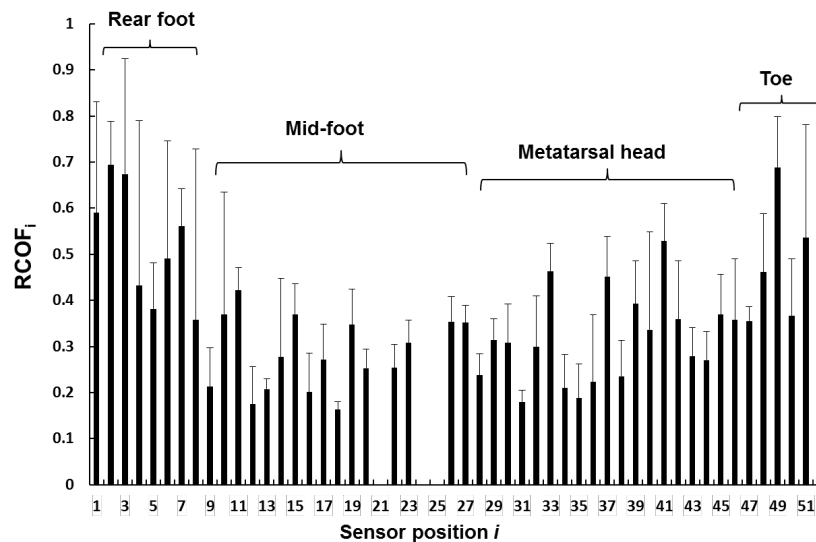 Rear foot
Mid-foot
Metatarsal head
Toe
RCOFi
1
0.9
0.8
0.7
0.6
0.5
0.4
0.3
0.2
0.1
0
1 3 5 7 9 11 13 15 17 19 21 23 25 27 29 31 33 35 37 39 41 43 45 47 49 51
Sensor position i